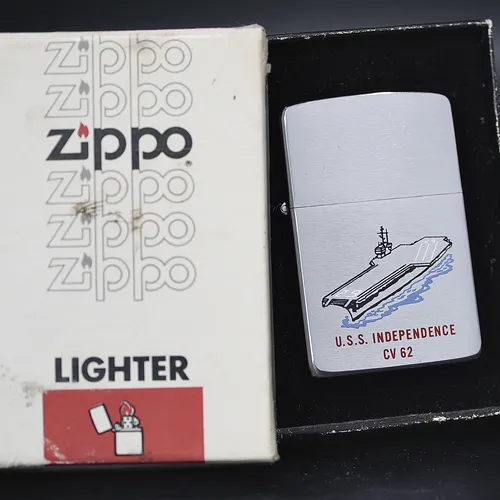 zippo
zippo
zippo®
zippo
zippo
zippo
LIGHTER
U.S.S. INDEPENDENCE
CV 62